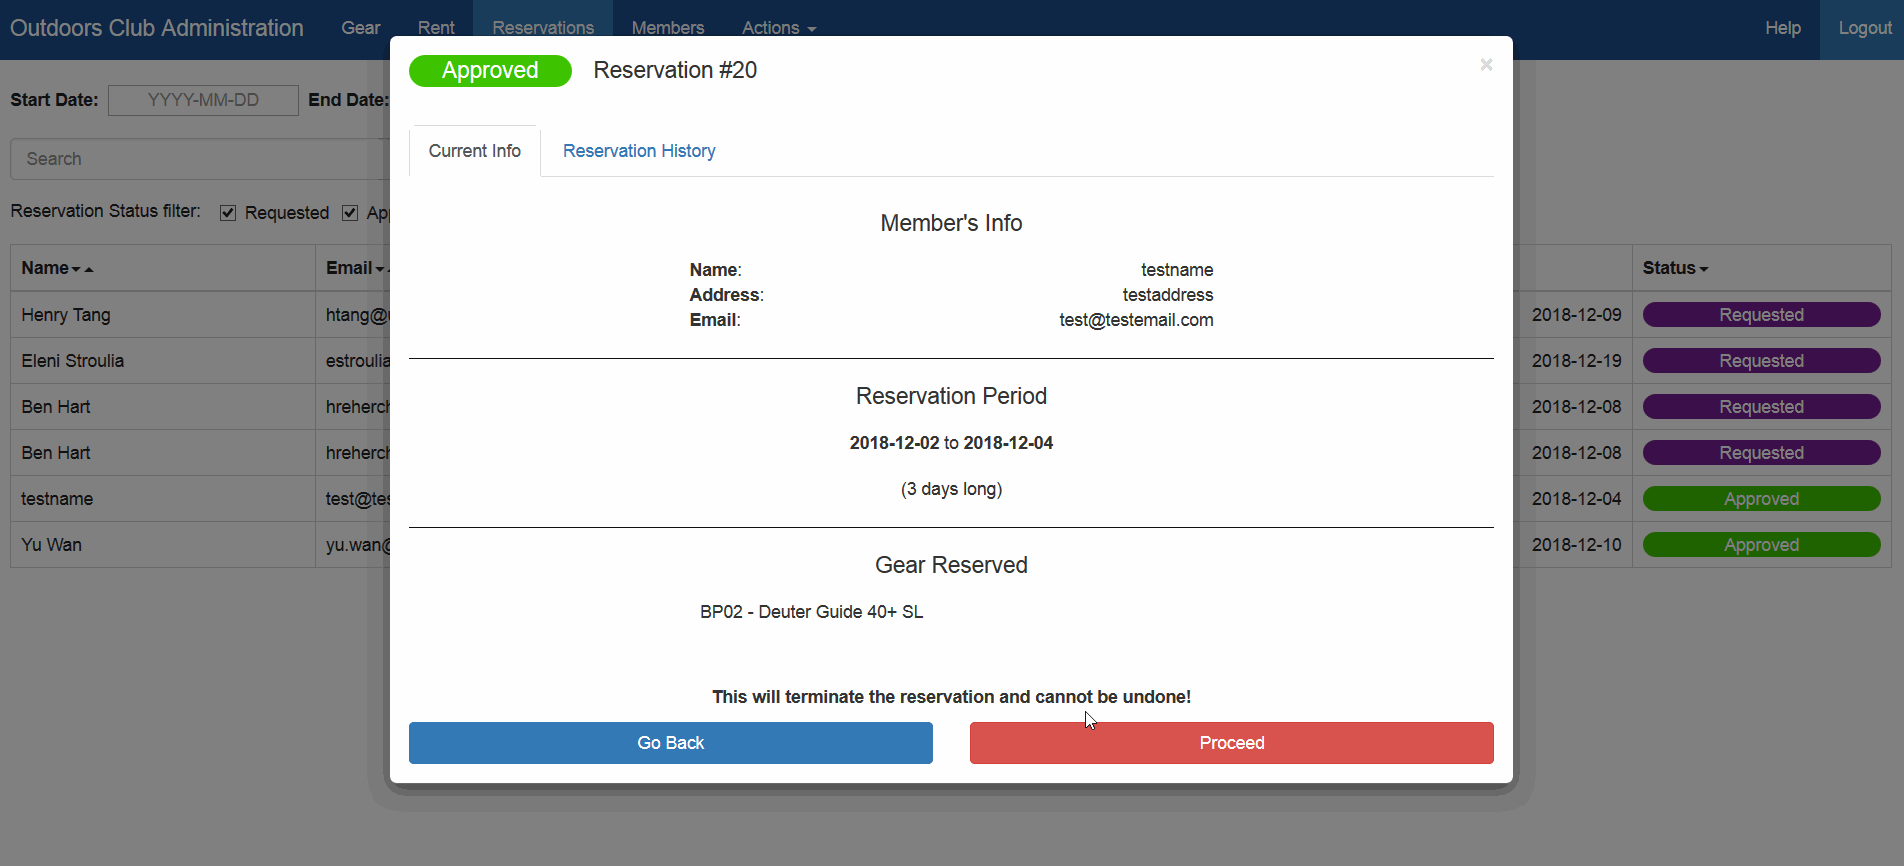 Outdoors Club Administration Gear Rent Reservations Members Actions Help Logout
Approved Reservation #20 ×
Start Date: YYYY-MM-DD End Date:
Search
Current Info Reservation History
Reservation Status filter: Requested
Member's Info
Name: testname
Address: testaddress
Email: test@testemail.com
Reservation Period
2018-12-02 to 2018-12-04
(3 days long)
Gear Reserved
BP02 - Deuter Guide 40+ SL
This will terminate the reservation and cannot be undone!
Go Back Proceed
Name Email Status
Henry Tang htang@ 2018-12-09 Requested
Eleni Stroulia estroulia 2018-12-19 Requested
Ben Hart hreherch 2018-12-08 Requested
Ben Hart hreherch 2018-12-08 Requested
testname test@tes 2018-12-04 Approved
Yu Wan yu.wan@ 2018-12-10 Approved